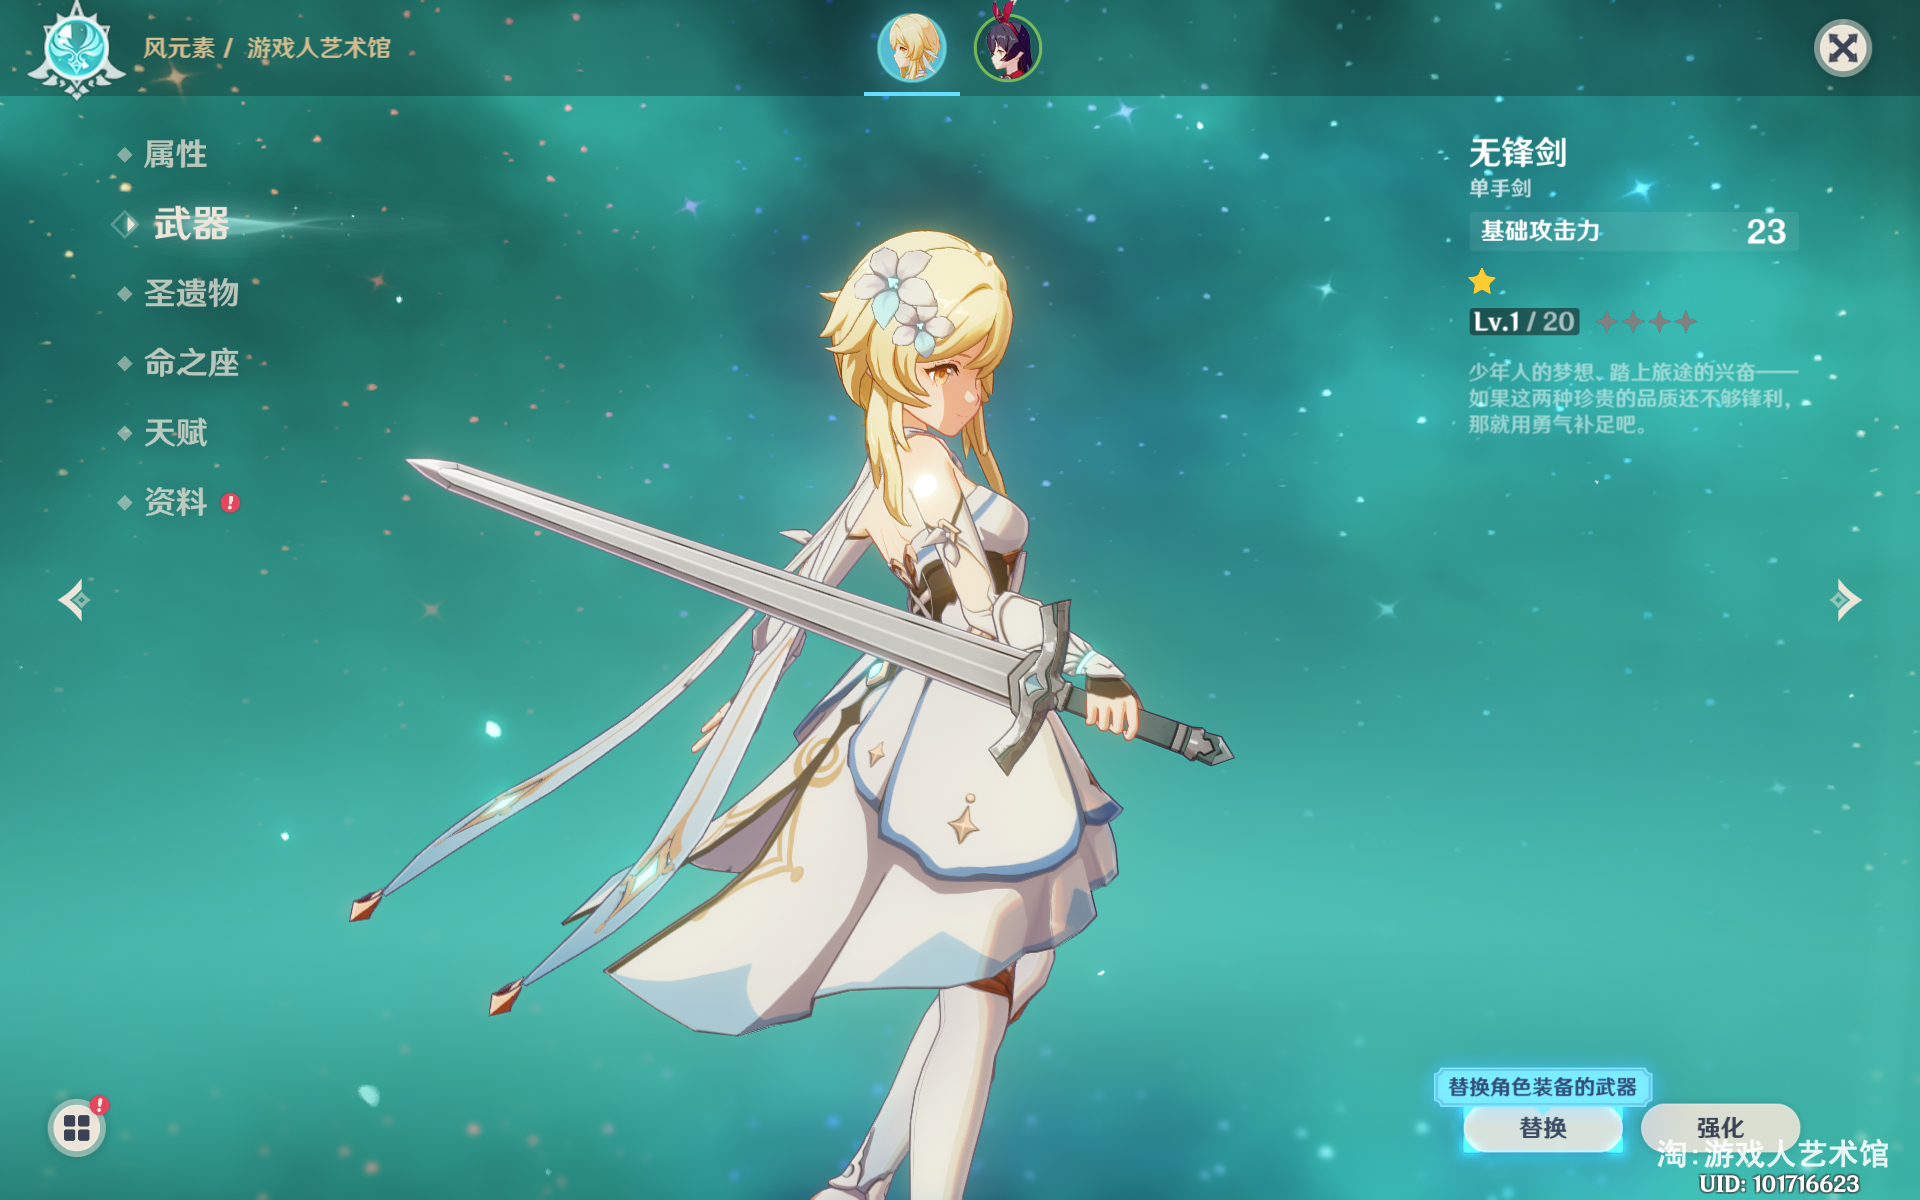 风元素 / 游戏人艺术馆
属性
武器
圣遗物
命之座
天赋
资料
无锋剑
单手剑
基础攻击力 23
Lv.1 / 20
少年人的梦想、踏上旅途的兴奋——
如果这两种珍贵的品质还不够锋利，
那就用勇气补足吧。
替换角色装备的武器
替换
强化
淘:游戏人艺术馆
UID: 101716623